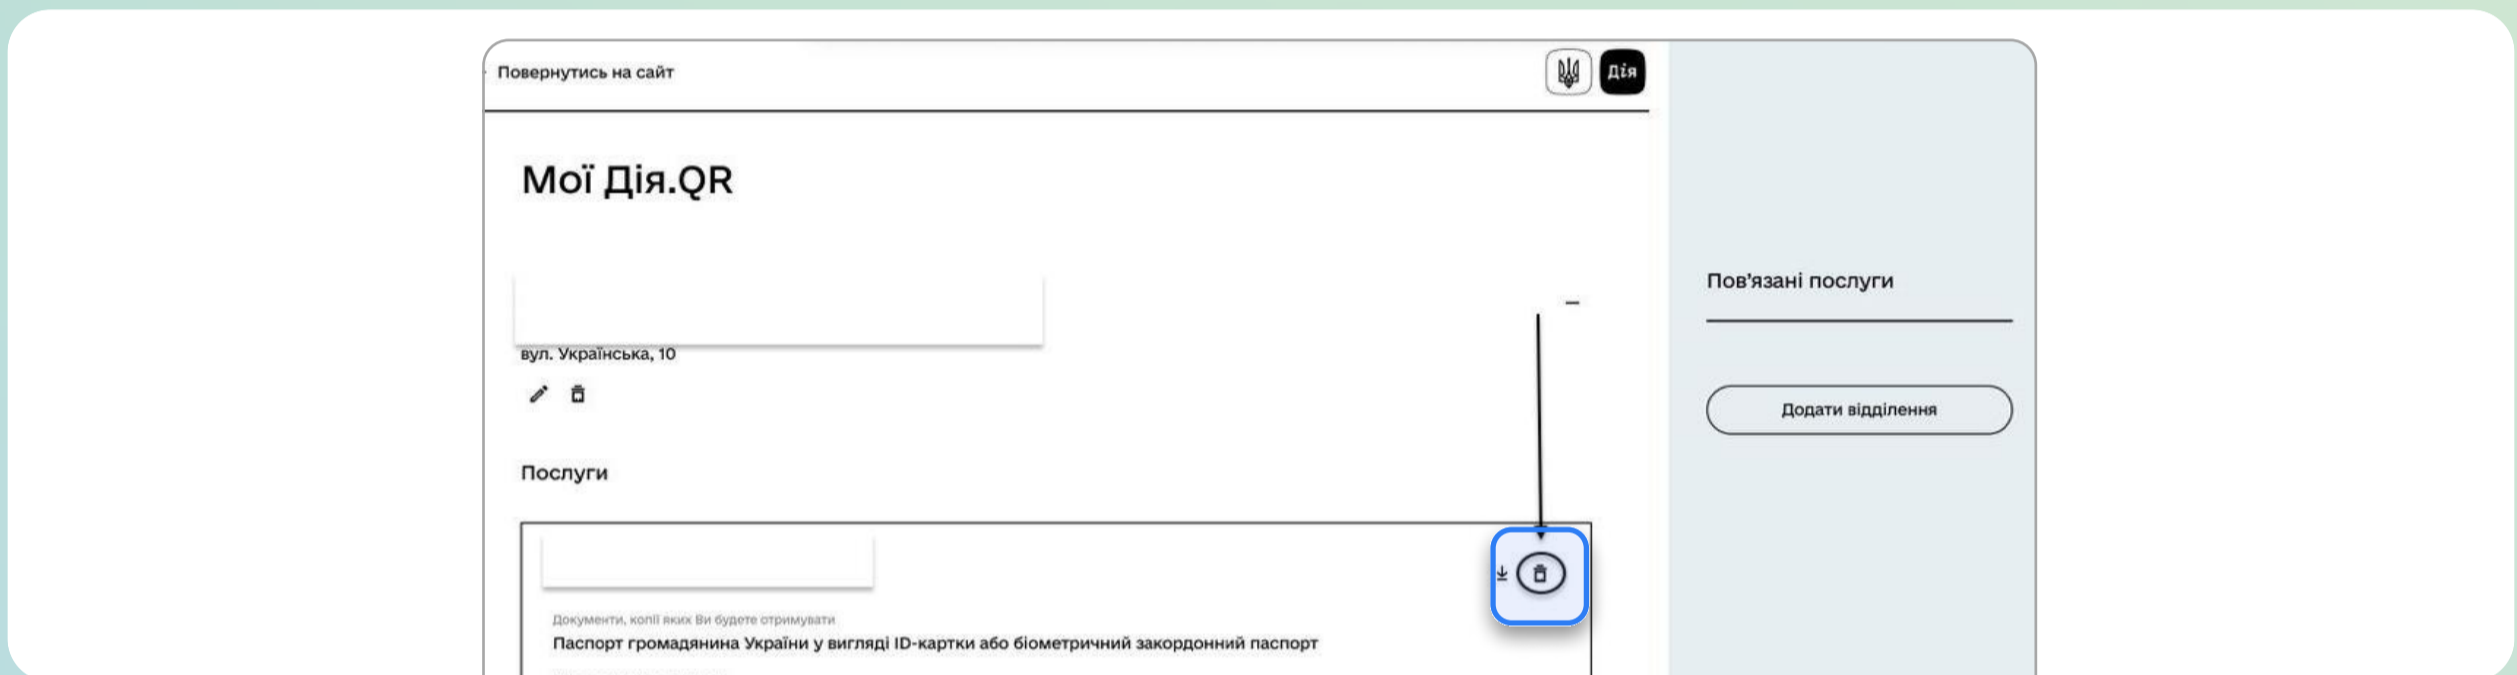 Повернутись на сайт
Дія
Мої Дія.QR
вул. Українська, 10
Послуги
Документи, копії яких Ви будете отримувати
Паспорт громадянина України у вигляді ID-картки або біометричний закордонний паспорт
Пов’язані послуги
Додати відділення